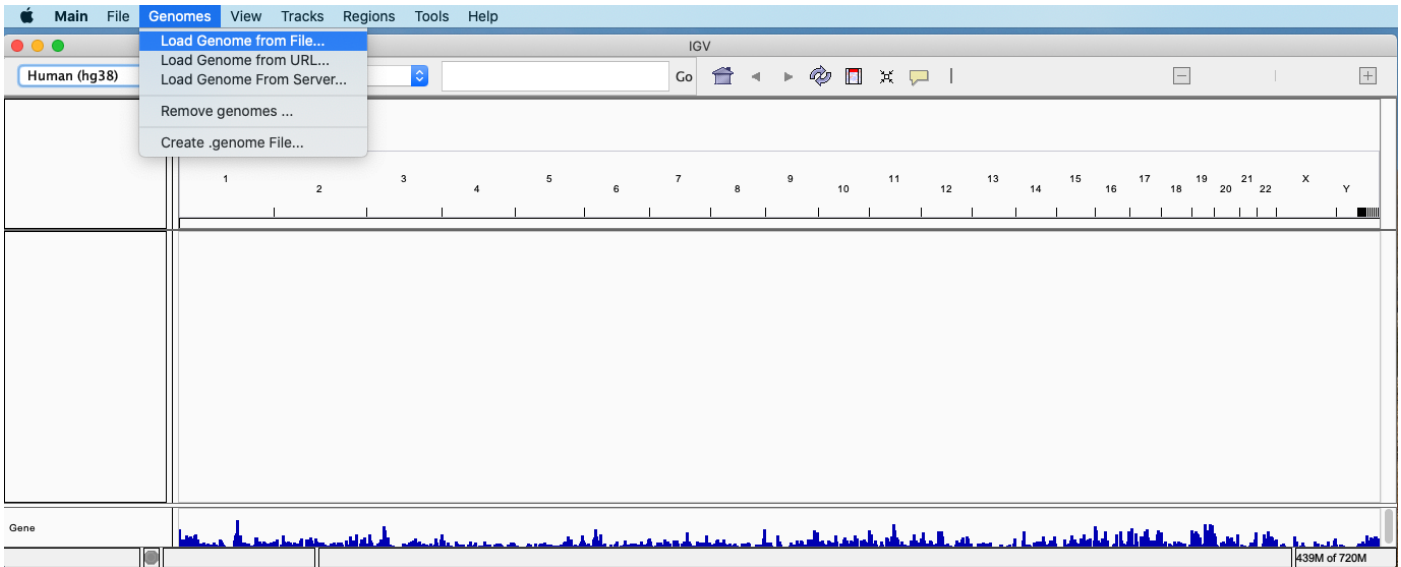 Main File Genomes View Tracks Regions Tools Help
IGV
Load Genome from File...
Load Genome from URL...
Load Genome From Server...
Remove genomes ...
Create .genome File...
Human (hg38)
Go
1 2 3 4 5 6 7 8 9 10 11 12 13 14 15 16 17 18 19 20 21 22 X Y
Gene
439M of 720M